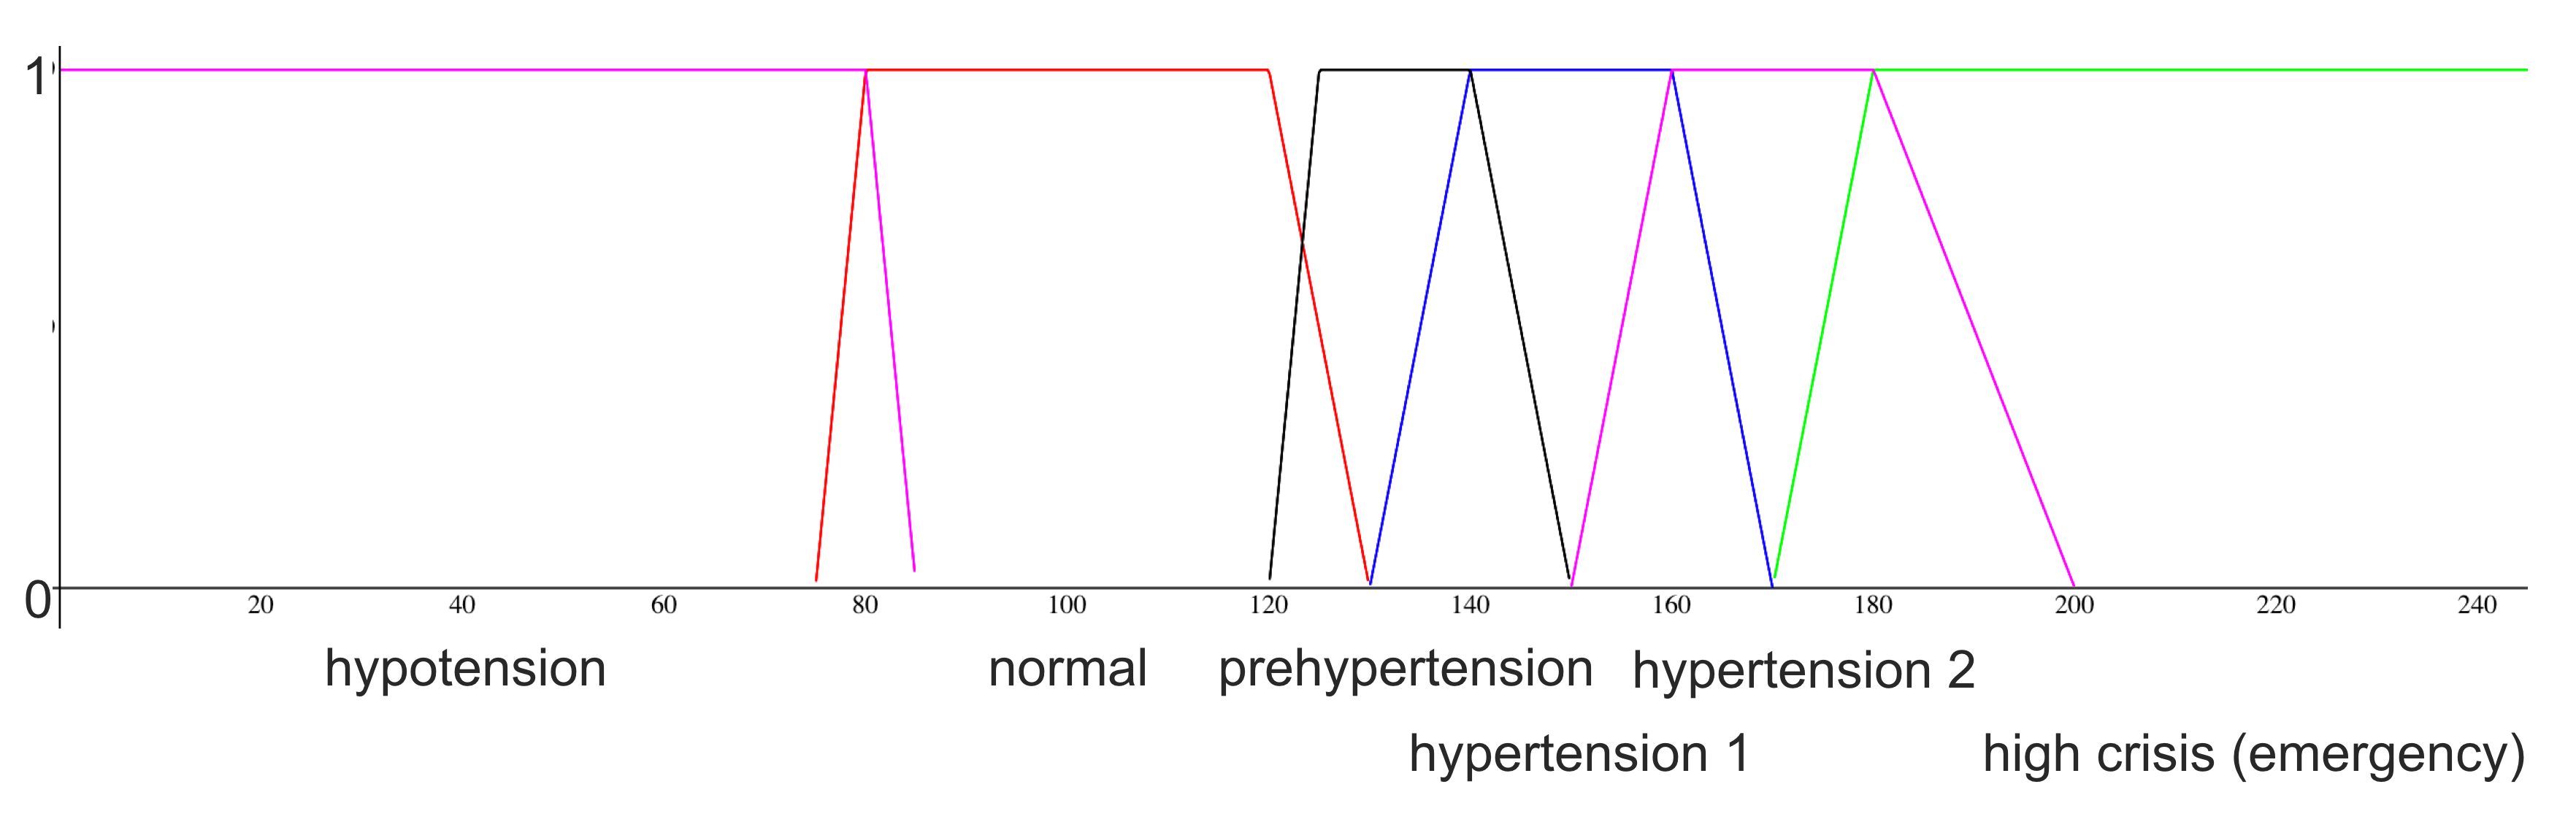 1
0
20 40 60 80 100 120 140 160 180 200 220 240
hypotension normal prehypertension hypertension 2
hypertension 1 high crisis (emergency)